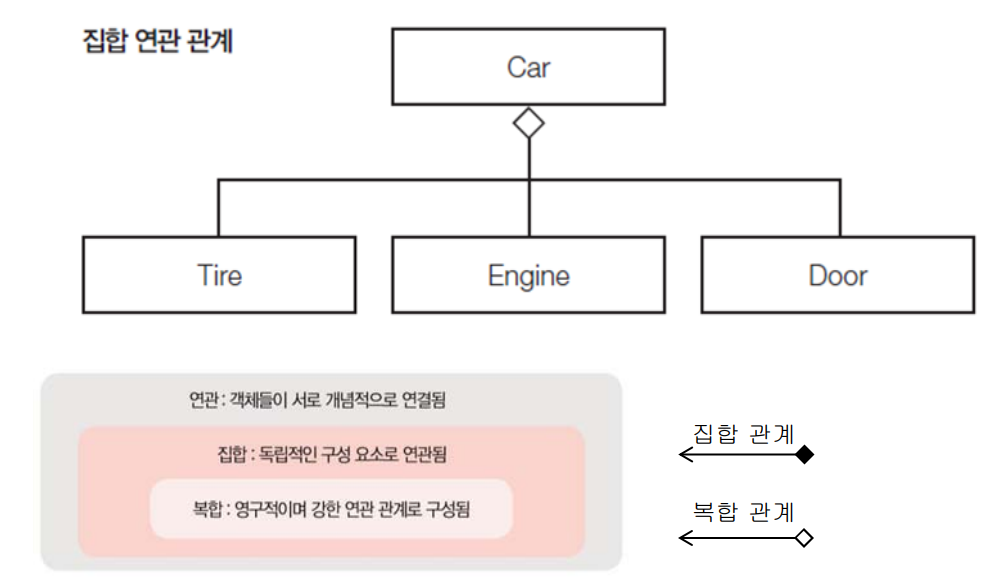 집합 연관 관계
Car
Tire
Engine
Door
연관 : 객체들이 서로 개념적으로 연결됨
집합 : 독립적인 구성 요소로 연관됨
복합 : 영구적이며 강한 연관 관계로 구성됨
집합 관계
복합 관계